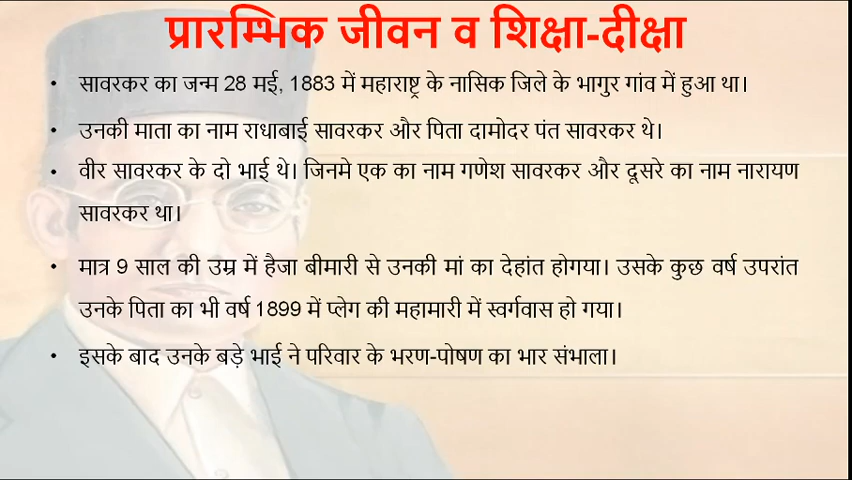 प्रारम्भिक जीवन व शिक्षा-दीक्षा
• सावरकर का जन्म 28 मई, 1883 में महाराष्ट्र के नासिक जिले के भागुर गांव में हुआ था।
• उनकी माता का नाम राधाबाई सावरकर और पिता दामोदर पंत सावरकर थे।
• वीर सावरकर के दो भाई थे। जिनमे एक का नाम गणेश सावरकर और दूसरे का नाम नारायण
सावरकर था।
• मात्र 9 साल की उम्र में हैजा बीमारी से उनकी मां का देहांत होगया। उसके कुछ वर्ष उपरांत
उनके पिता का भी वर्ष 1899 में प्लेग की महामारी में स्वर्गवास हो गया।
• इसके बाद उनके बड़े भाई ने परिवार के भरण-पोषण का भार संभाला।